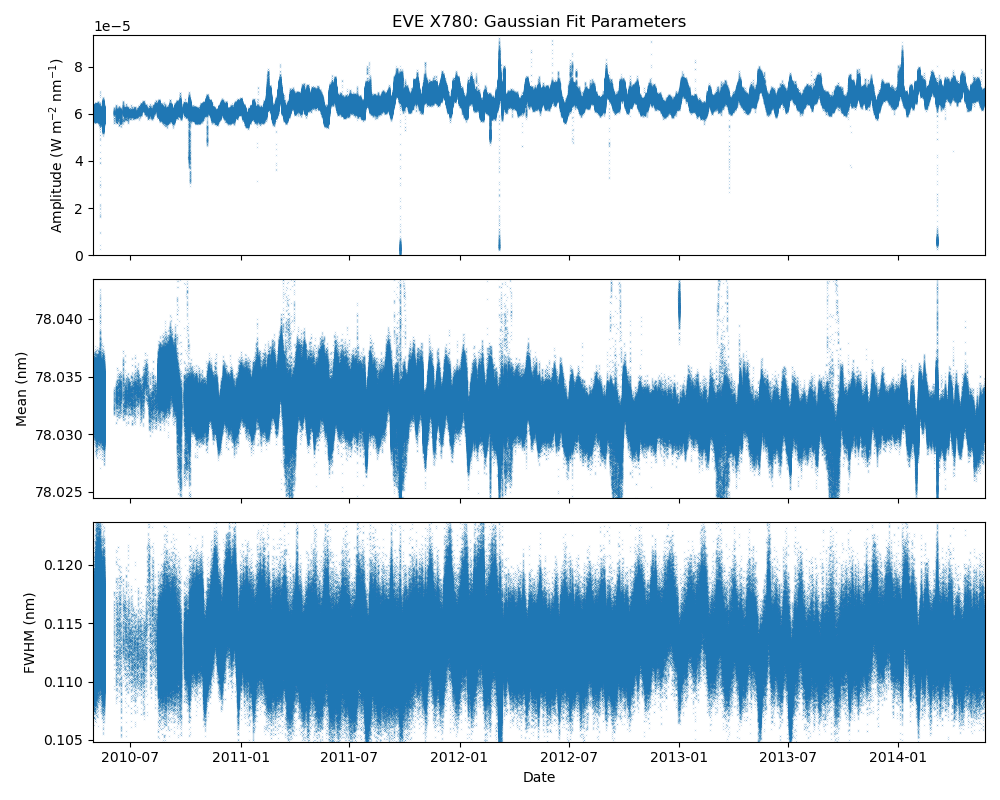 EVE X780: Gaussian Fit Parameters
1e−5
Amplitude (W m⁻² nm⁻¹)
8
6
4
2
0
Mean (nm)
78.040
78.035
78.030
78.025
FWHM (nm)
0.120
0.115
0.110
0.105
2010-07 2011-01 2011-07 2012-01 2012-07 2013-01 2013-07 2014-01
Date